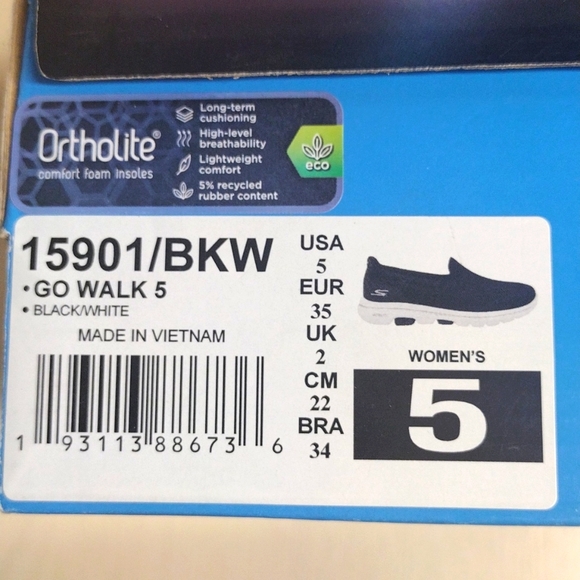 Ortholite®
comfort foam insoles
Long-term
cushioning
High-level
breathability
Lightweight
comfort
5% recycled
rubber content
eco
15901/BKW
• GO WALK 5
• BLACK/WHITE
MADE IN VIETNAM
1 93113 88673 6
USA
5
EUR
35
UK
2
CM
22
BRA
34
S
WOMEN'S
5